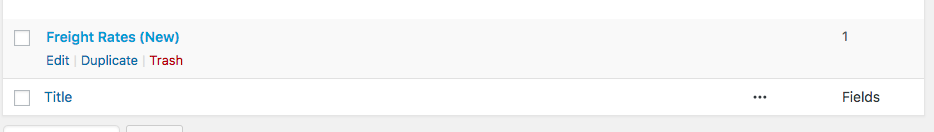 Freight Rates (New) 1
Edit | Duplicate | Trash
Title ••• Fields